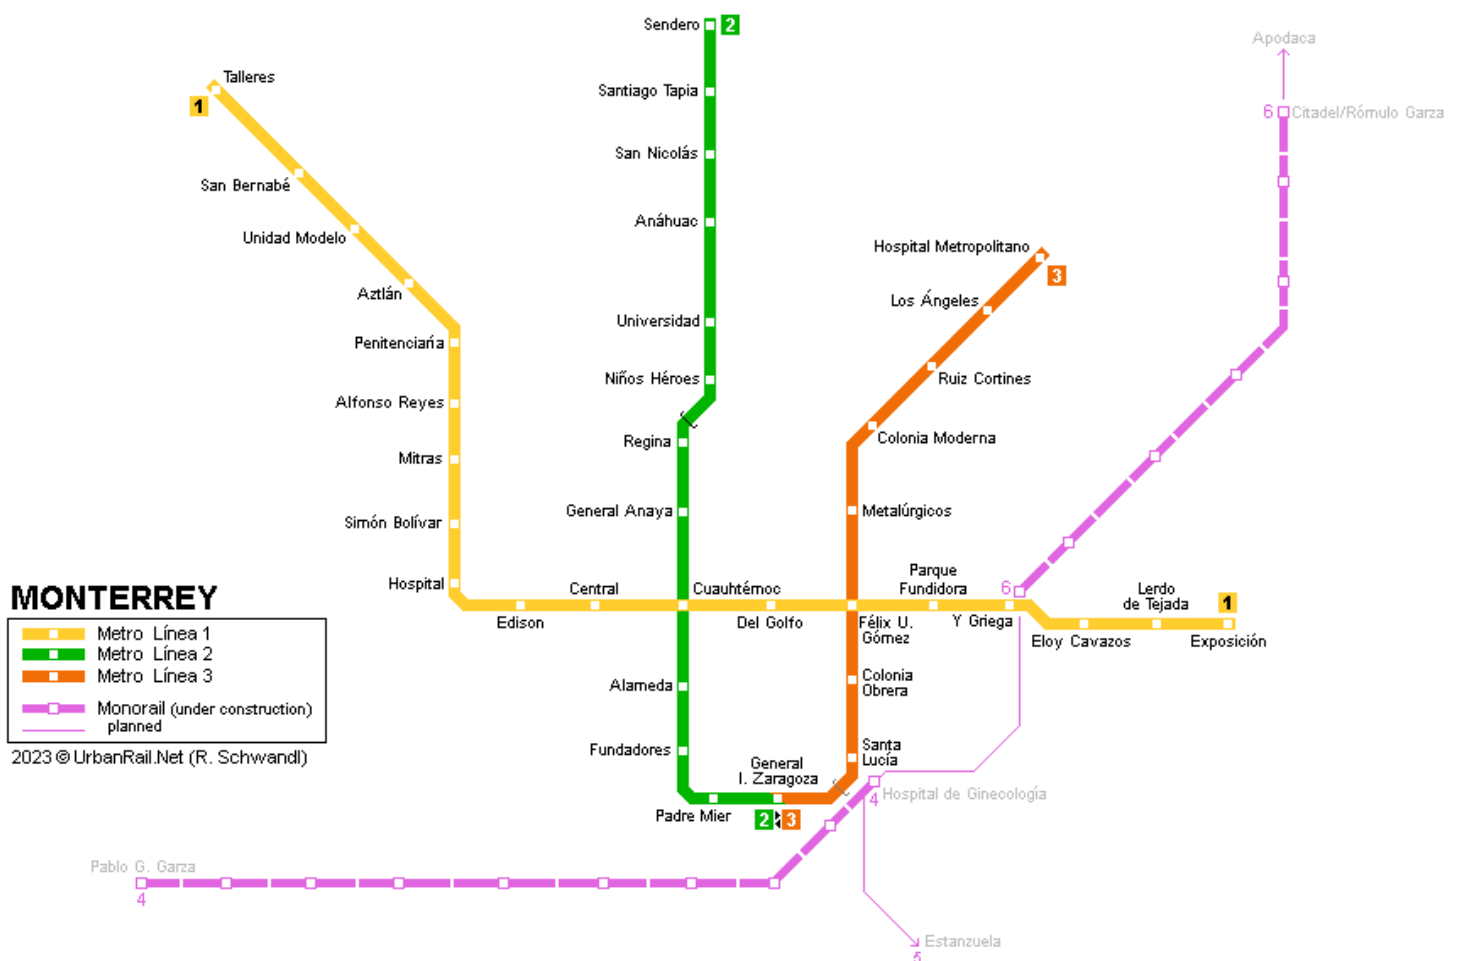 Sendero
2
Apodaca
Talleres
1
Santiago Tapia
6
Citadel/Rómulo Garza
San Nicolás
San Bernabé
Anáhuac
Unidad Modelo
Hospital Metropolitano
3
Aztlán
Los Ángeles
Universidad
Penitenciaría
Niños Héroes
Ruiz Cortines
Alfonso Reyes
Regina
Colonia Moderna
Mitras
General Anaya
Metalúrgicos
Simón Bolívar
Hospital
Central
Cuauhtémoc
Parque
Fundidora
6
Lerdo
de Tejada
1
Edison
Del Golfo
Félix U.
Gómez
Y Griega
Eloy Cavazos
Exposición
MONTERREY
Metro Línea 1
Metro Línea 2
Metro Línea 3
Monorail (under construction)
planned
2023 © UrbanRail.Net (R. Schwandl)
Alameda
Colonia
Obrera
Fundadores
Santa
Lucía
General
I. Zaragoza
Padre Mier
2
3
4
Hospital de Ginecología
Pablo G. Garza
4
Estanzuela
5